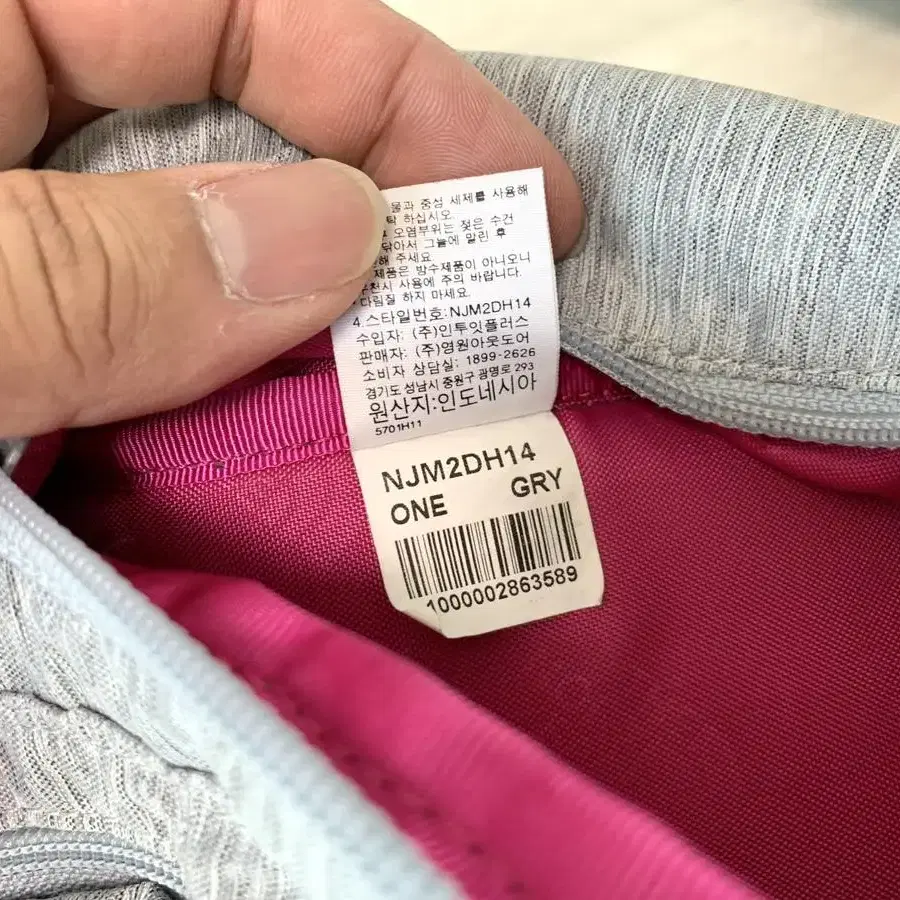 물과 중성 세제를 사용해
탁 하십시오.
오염부위는 젖은 수건
닦아서 그늘에 말린 후
해 주세요.
제품은 방수제품이 아니오니
우천시 사용에 주의 바랍니다.
다림질 하지 마세요.
4.스타일번호:NJM2DH14
수입자: (주)인투잇플러스
판매자: (주)영원아웃도어
소비자 상담실: 1899-2626
경기도 성남시 중원구 광명로 293
원산지:인도네시아
5701H11
NJM2DH14
ONE GRY
1000002863589